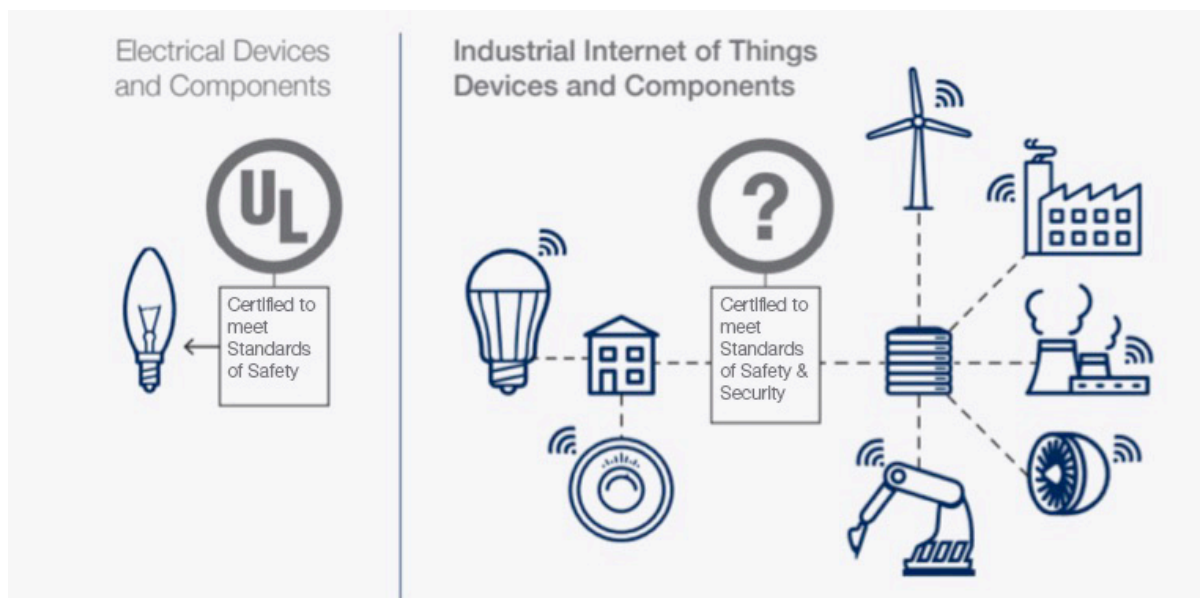 Electrical Devices
and Components
UL
Certified to
meet
Standards
of Safety
Industrial Internet of Things
Devices and Components
?
Certified to
meet
Standards
of Safety &
Security